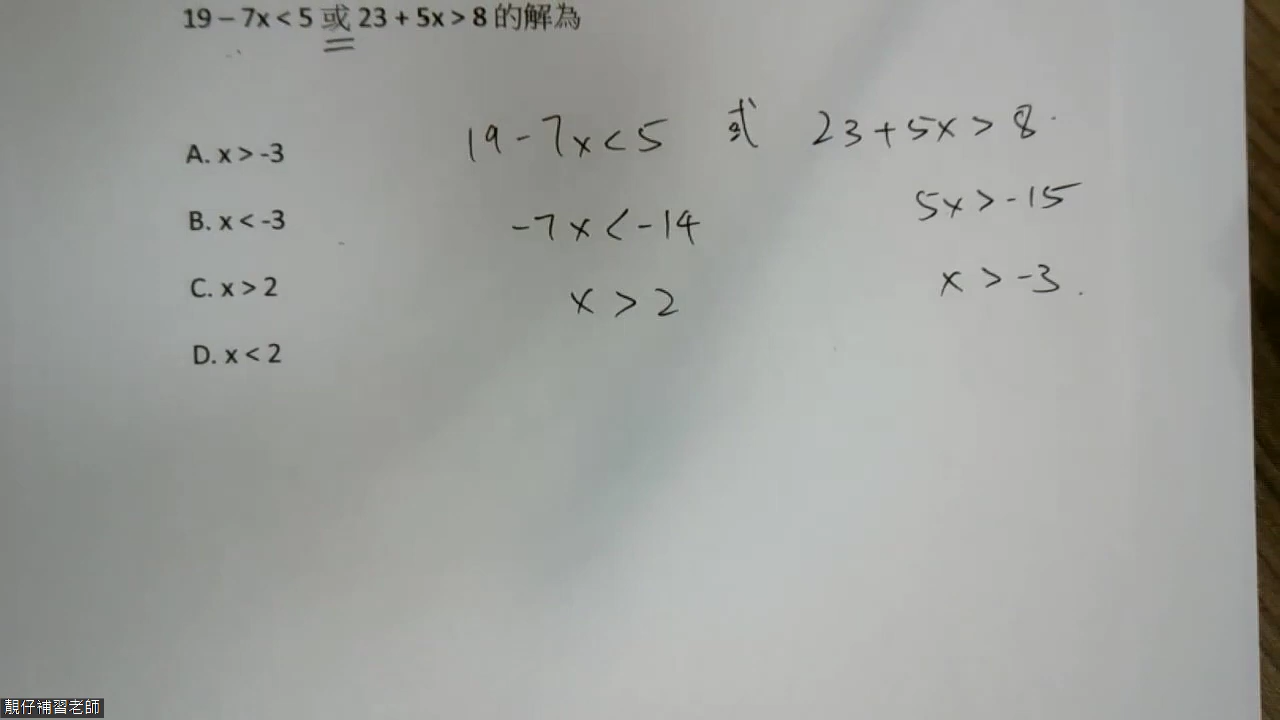 19 – 7x < 5 或 23 + 5x > 8 的解為
19 - 7x < 5 或 23 + 5x > 8
-7x < -14 5x > -15
x > 2 x > -3
A. x > -3
B. x < -3
C. x > 2
D. x < 2
靚仔補習老師